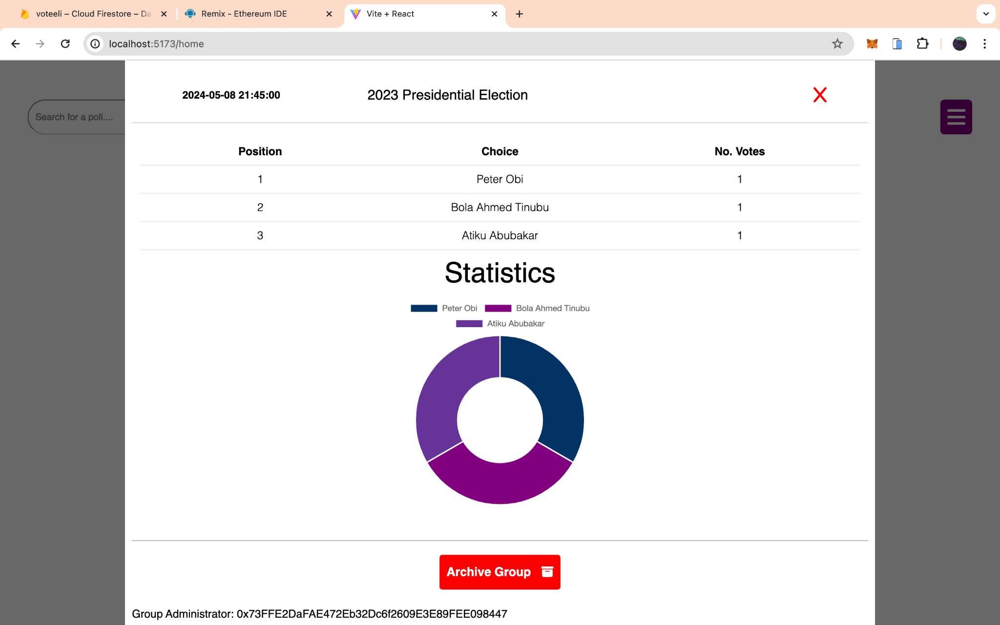 voteeli – Cloud Firestore – Da
Remix - Ethereum IDE
Vite + React
localhost:5173/home
Search for a poll....
2024-05-08 21:45:00
2023 Presidential Election
Position Choice No. Votes
1 Peter Obi 1
2 Bola Ahmed Tinubu 1
3 Atiku Abubakar 1
Statistics
Peter Obi Bola Ahmed Tinubu
Atiku Abubakar
Archive Group
Group Administrator: 0x73FFE2DaFAE472Eb32Dc6f2609E3E89FEE098447